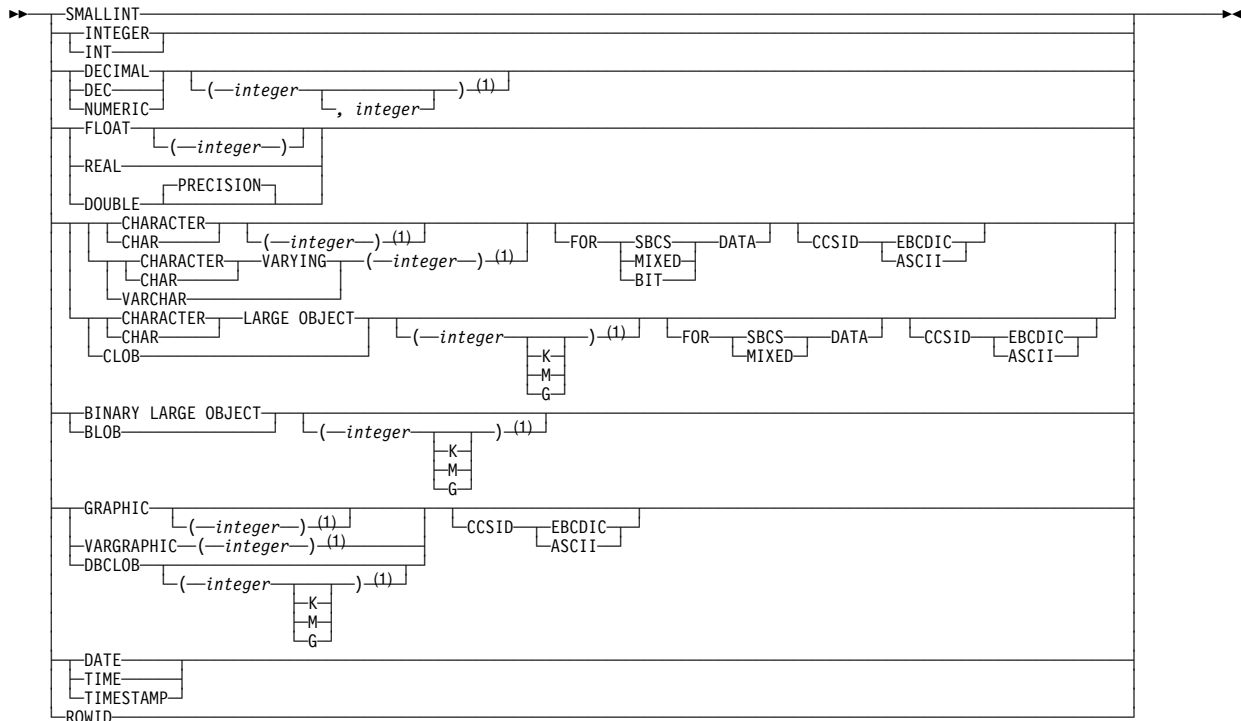 SMALLINT
INTEGER
INT
DECIMAL
DEC ( integer ) (1)
NUMERIC , integer
FLOAT
( integer )
REAL
PRECISION
DOUBLE
CHARACTER
CHAR ( integer ) (1) FOR SBCS DATA CCSID EBCDIC
CHARACTER VARYING ( integer ) (1) MIXED ASCII
CHAR BIT
VARCHAR
CHARACTER LARGE OBJECT
CHAR ( integer ) (1) FOR SBCS DATA CCSID EBCDIC
CLOB K MIXED ASCII
M
G
BINARY LARGE OBJECT
BLOB ( integer ) (1)
K
M
G
GRAPHIC
( integer ) (1) CCSID EBCDIC
VARGRAPHIC ( integer ) (1) ASCII
DBCLOB
( integer ) (1)
K
M
G
DATE
TIME
TIMESTAMP
ROWID